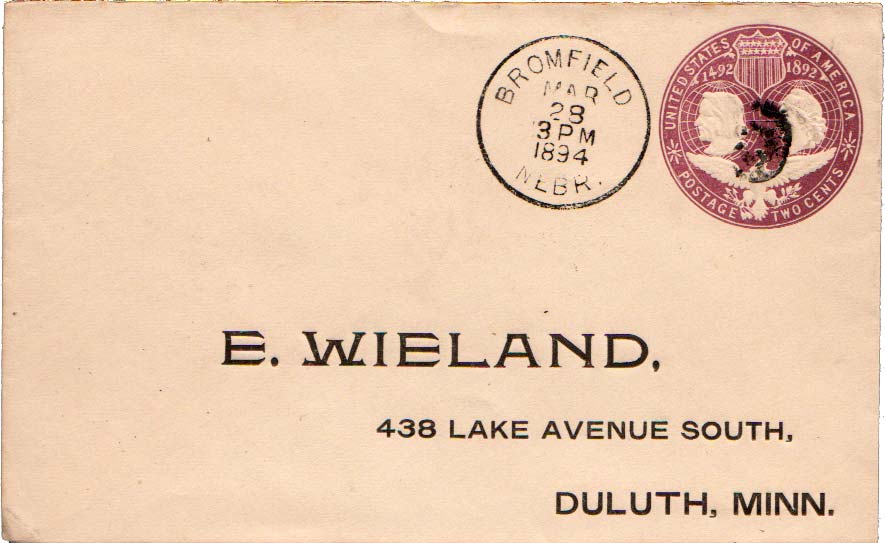 BROMFIELD
MAR
28
3 PM
1894
NEBR.
UNITED STATES OF AMERICA
1492 1892
POSTAGE TWO CENTS
E. WIELAND,
438 LAKE AVENUE SOUTH,
DULUTH, MINN.